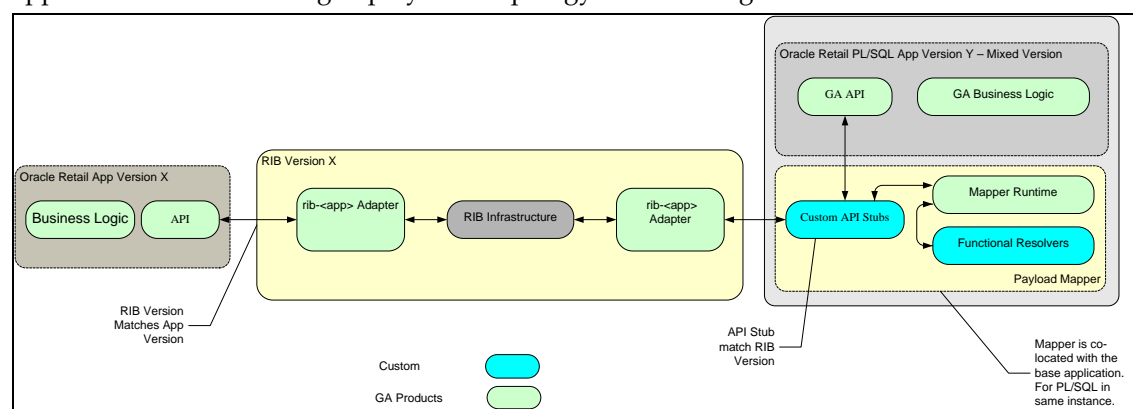 Oracle Retail PL/SQL App Version Y – Mixed Version
GA API
GA Business Logic
RIB Version X
Oracle Retail App Version X
Business Logic
API
rib-<app> Adapter
RIB Infrastructure
rib-<app>
Adapter
Custom API Stubs
Mapper Runtime
Functional Resolvers
Payload Mapper
RIB Version
Matches App
Version
API Stub
match RIB
Version
Mapper is co-
located with the
base application.
For PL/SQL in
same instance.
Custom
GA Products